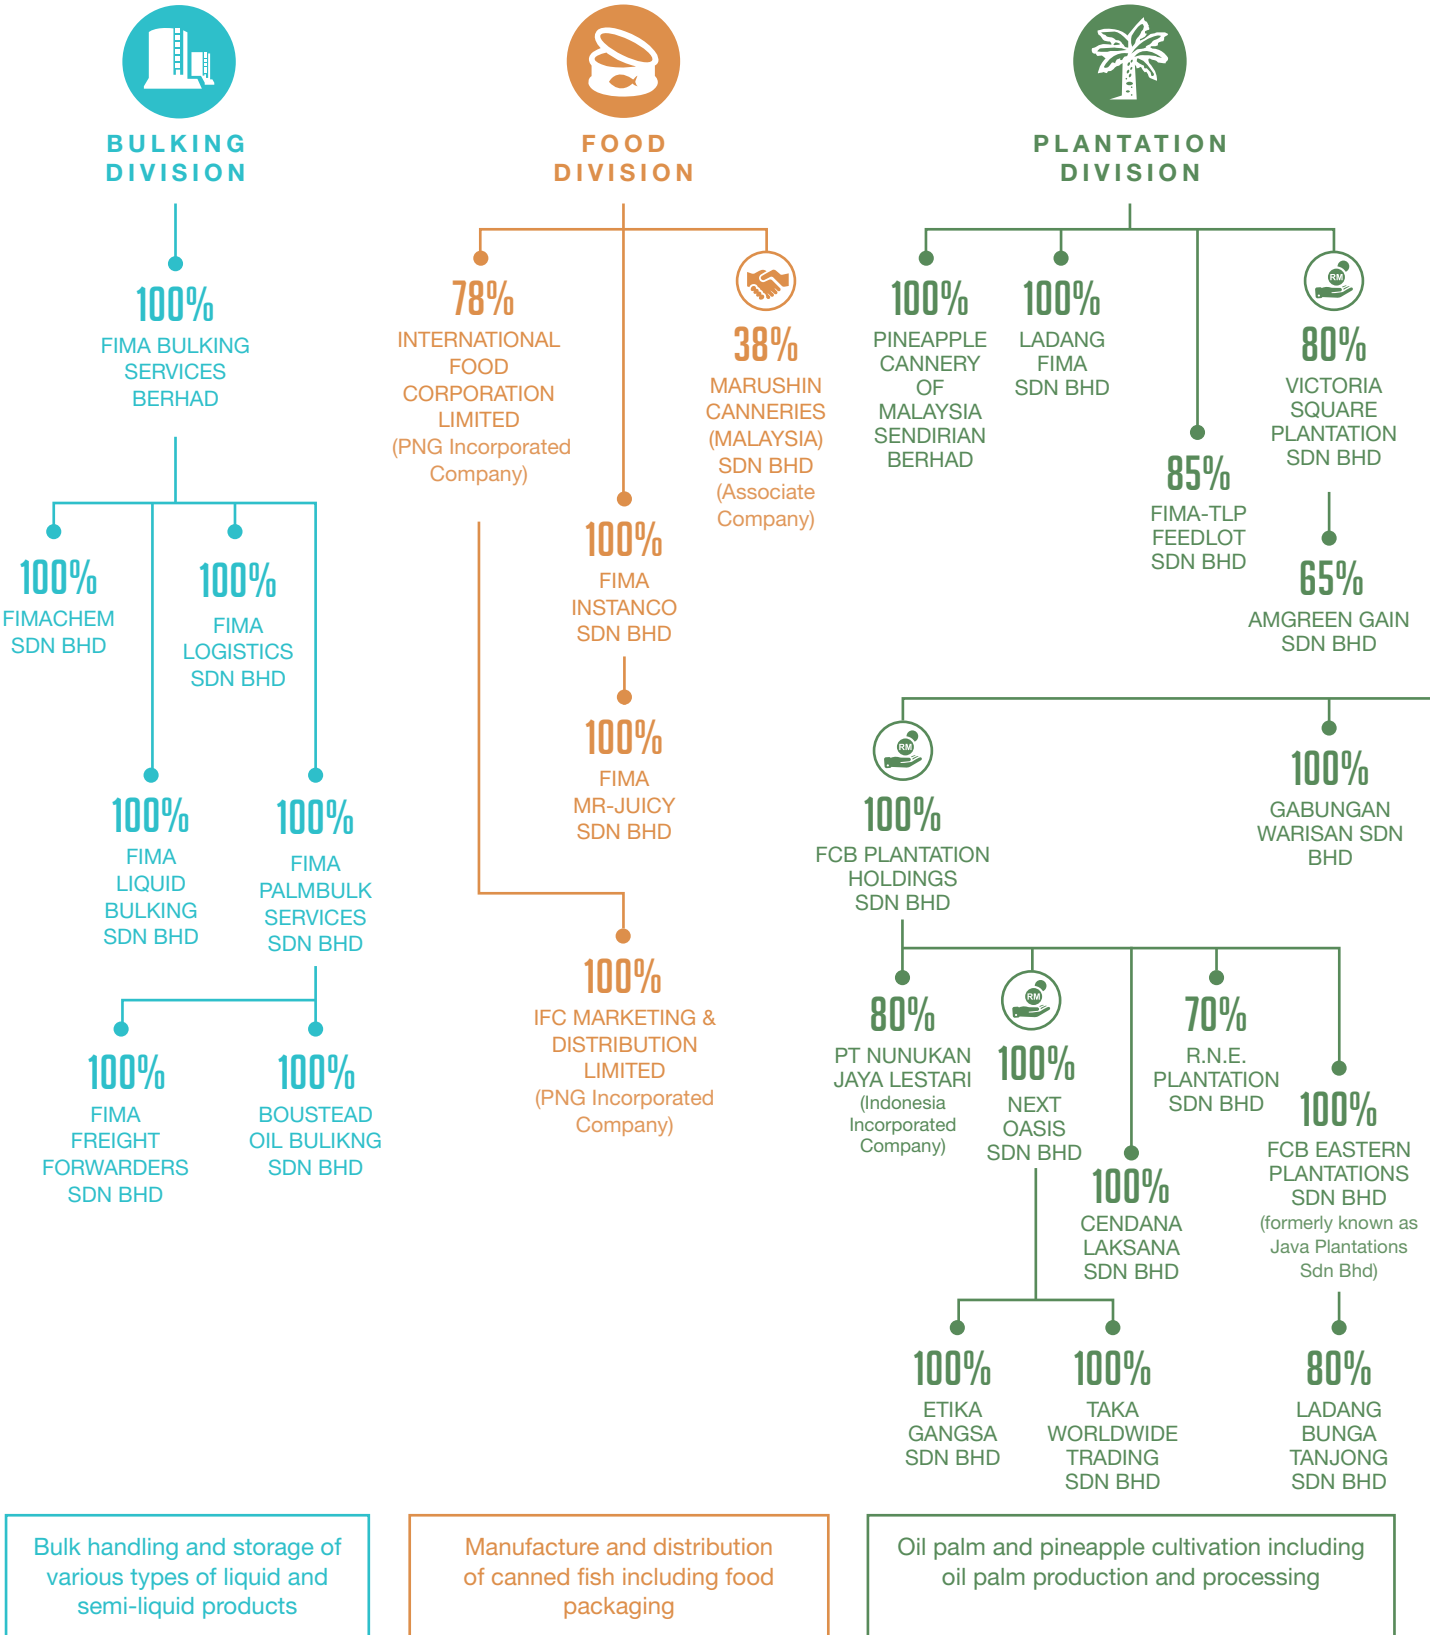 BULKING
DIVISION
100%
FIMA BULKING
SERVICES
BERHAD
100%
FIMACHEM
SDN BHD
100%
FIMA
LOGISTICS
SDN BHD
100%
FIMA
LIQUID
BULKING
SDN BHD
100%
FIMA
PALMBULK
SERVICES
SDN BHD
100%
FIMA
FREIGHT
FORWARDERS
SDN BHD
100%
BOUSTEAD
OIL BULIKNG
SDN BHD
Bulk handling and storage of
various types of liquid and
semi-liquid products
FOOD
DIVISION
78%
INTERNATIONAL
FOOD
CORPORATION
LIMITED
(PNG Incorporated
Company)
38%
MARUSHIN
CANNERIES
(MALAYSIA)
SDN BHD
(Associate
Company)
100%
FIMA
INSTANCO
SDN BHD
100%
FIMA
MR-JUICY
SDN BHD
100%
IFC MARKETING &
DISTRIBUTION
LIMITED
(PNG Incorporated
Company)
Manufacture and distribution
of canned fish including food
packaging
PLANTATION
DIVISION
100%
PINEAPPLE
CANNERY
OF
MALAYSIA
SENDIRIAN
BERHAD
100%
LADANG
FIMA
SDN BHD
85%
FIMA-TLP
FEEDLOT
SDN BHD
RM
80%
VICTORIA
SQUARE
PLANTATION
SDN BHD
65%
AMGREEN GAIN
SDN BHD
RM
100%
FCB PLANTATION
HOLDINGS
SDN BHD
100%
GABUNGAN
WARISAN SDN
BHD
80%
PT NUNUKAN
JAYA LESTARI
(Indonesia
Incorporated
Company)
RM
100%
NEXT
OASIS
SDN BHD
100%
CENDANA
LAKSANA
SDN BHD
70%
R.N.E.
PLANTATION
SDN BHD
100%
FCB EASTERN
PLANTATIONS
SDN BHD
(formerly known as
Java Plantations
Sdn Bhd)
100%
ETIKA
GANGSA
SDN BHD
100%
TAKA
WORLDWIDE
TRADING
SDN BHD
80%
LADANG
BUNGA
TANJONG
SDN BHD
Oil palm and pineapple cultivation including
oil palm production and processing